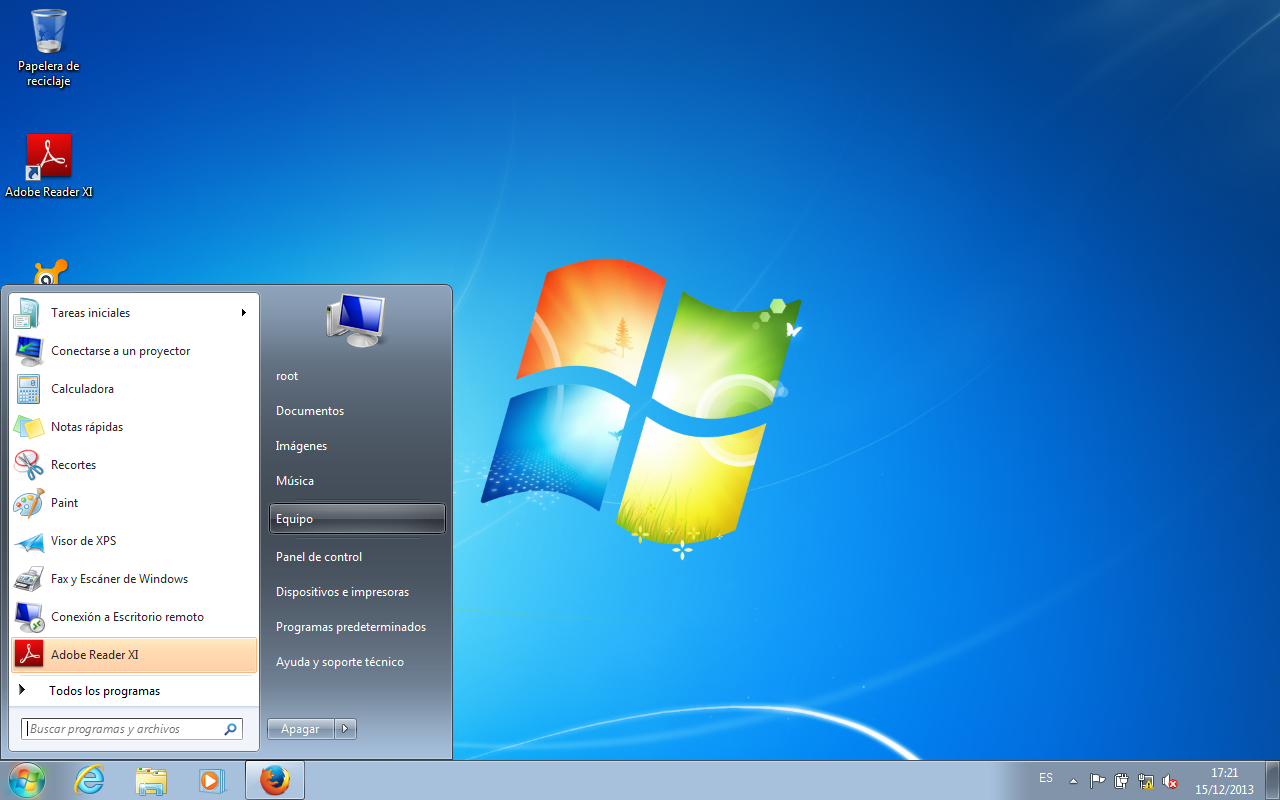 Papelera de
reciclaje
Adobe Reader XI
Tareas iniciales
Conectarse a un proyector
Calculadora
Notas rápidas
Recortes
Paint
Visor de XPS
Fax y Escáner de Windows
Conexión a Escritorio remoto
Adobe Reader XI
Todos los programas
Buscar programas y archivos
root
Documentos
Imágenes
Música
Equipo
Panel de control
Dispositivos e impresoras
Programas predeterminados
Ayuda y soporte técnico
Apagar
ES
17:21
15/12/2013